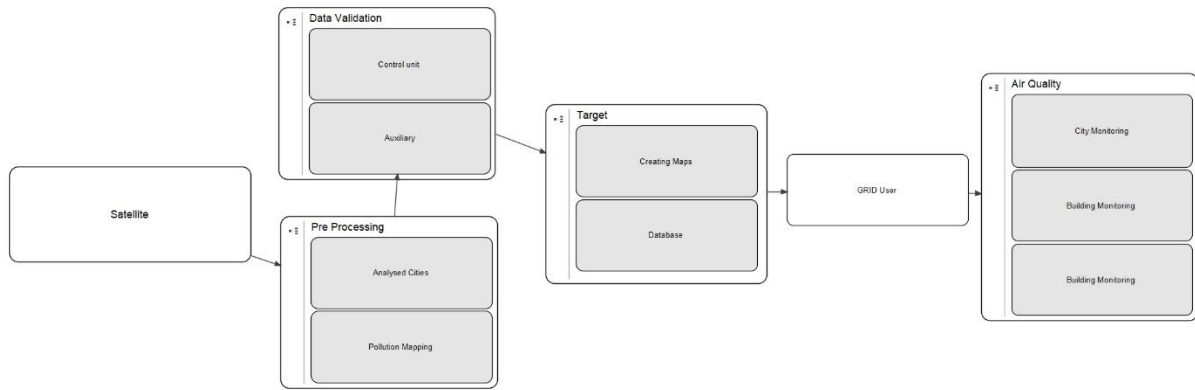 Satellite
Pre Processing
Analysed Cities
Pollution Mapping
Data Validation
Control unit
Auxiliary
Target
Creating Maps
Database
GRID User
Air Quality
City Monitoring
Building Monitoring
Building Monitoring